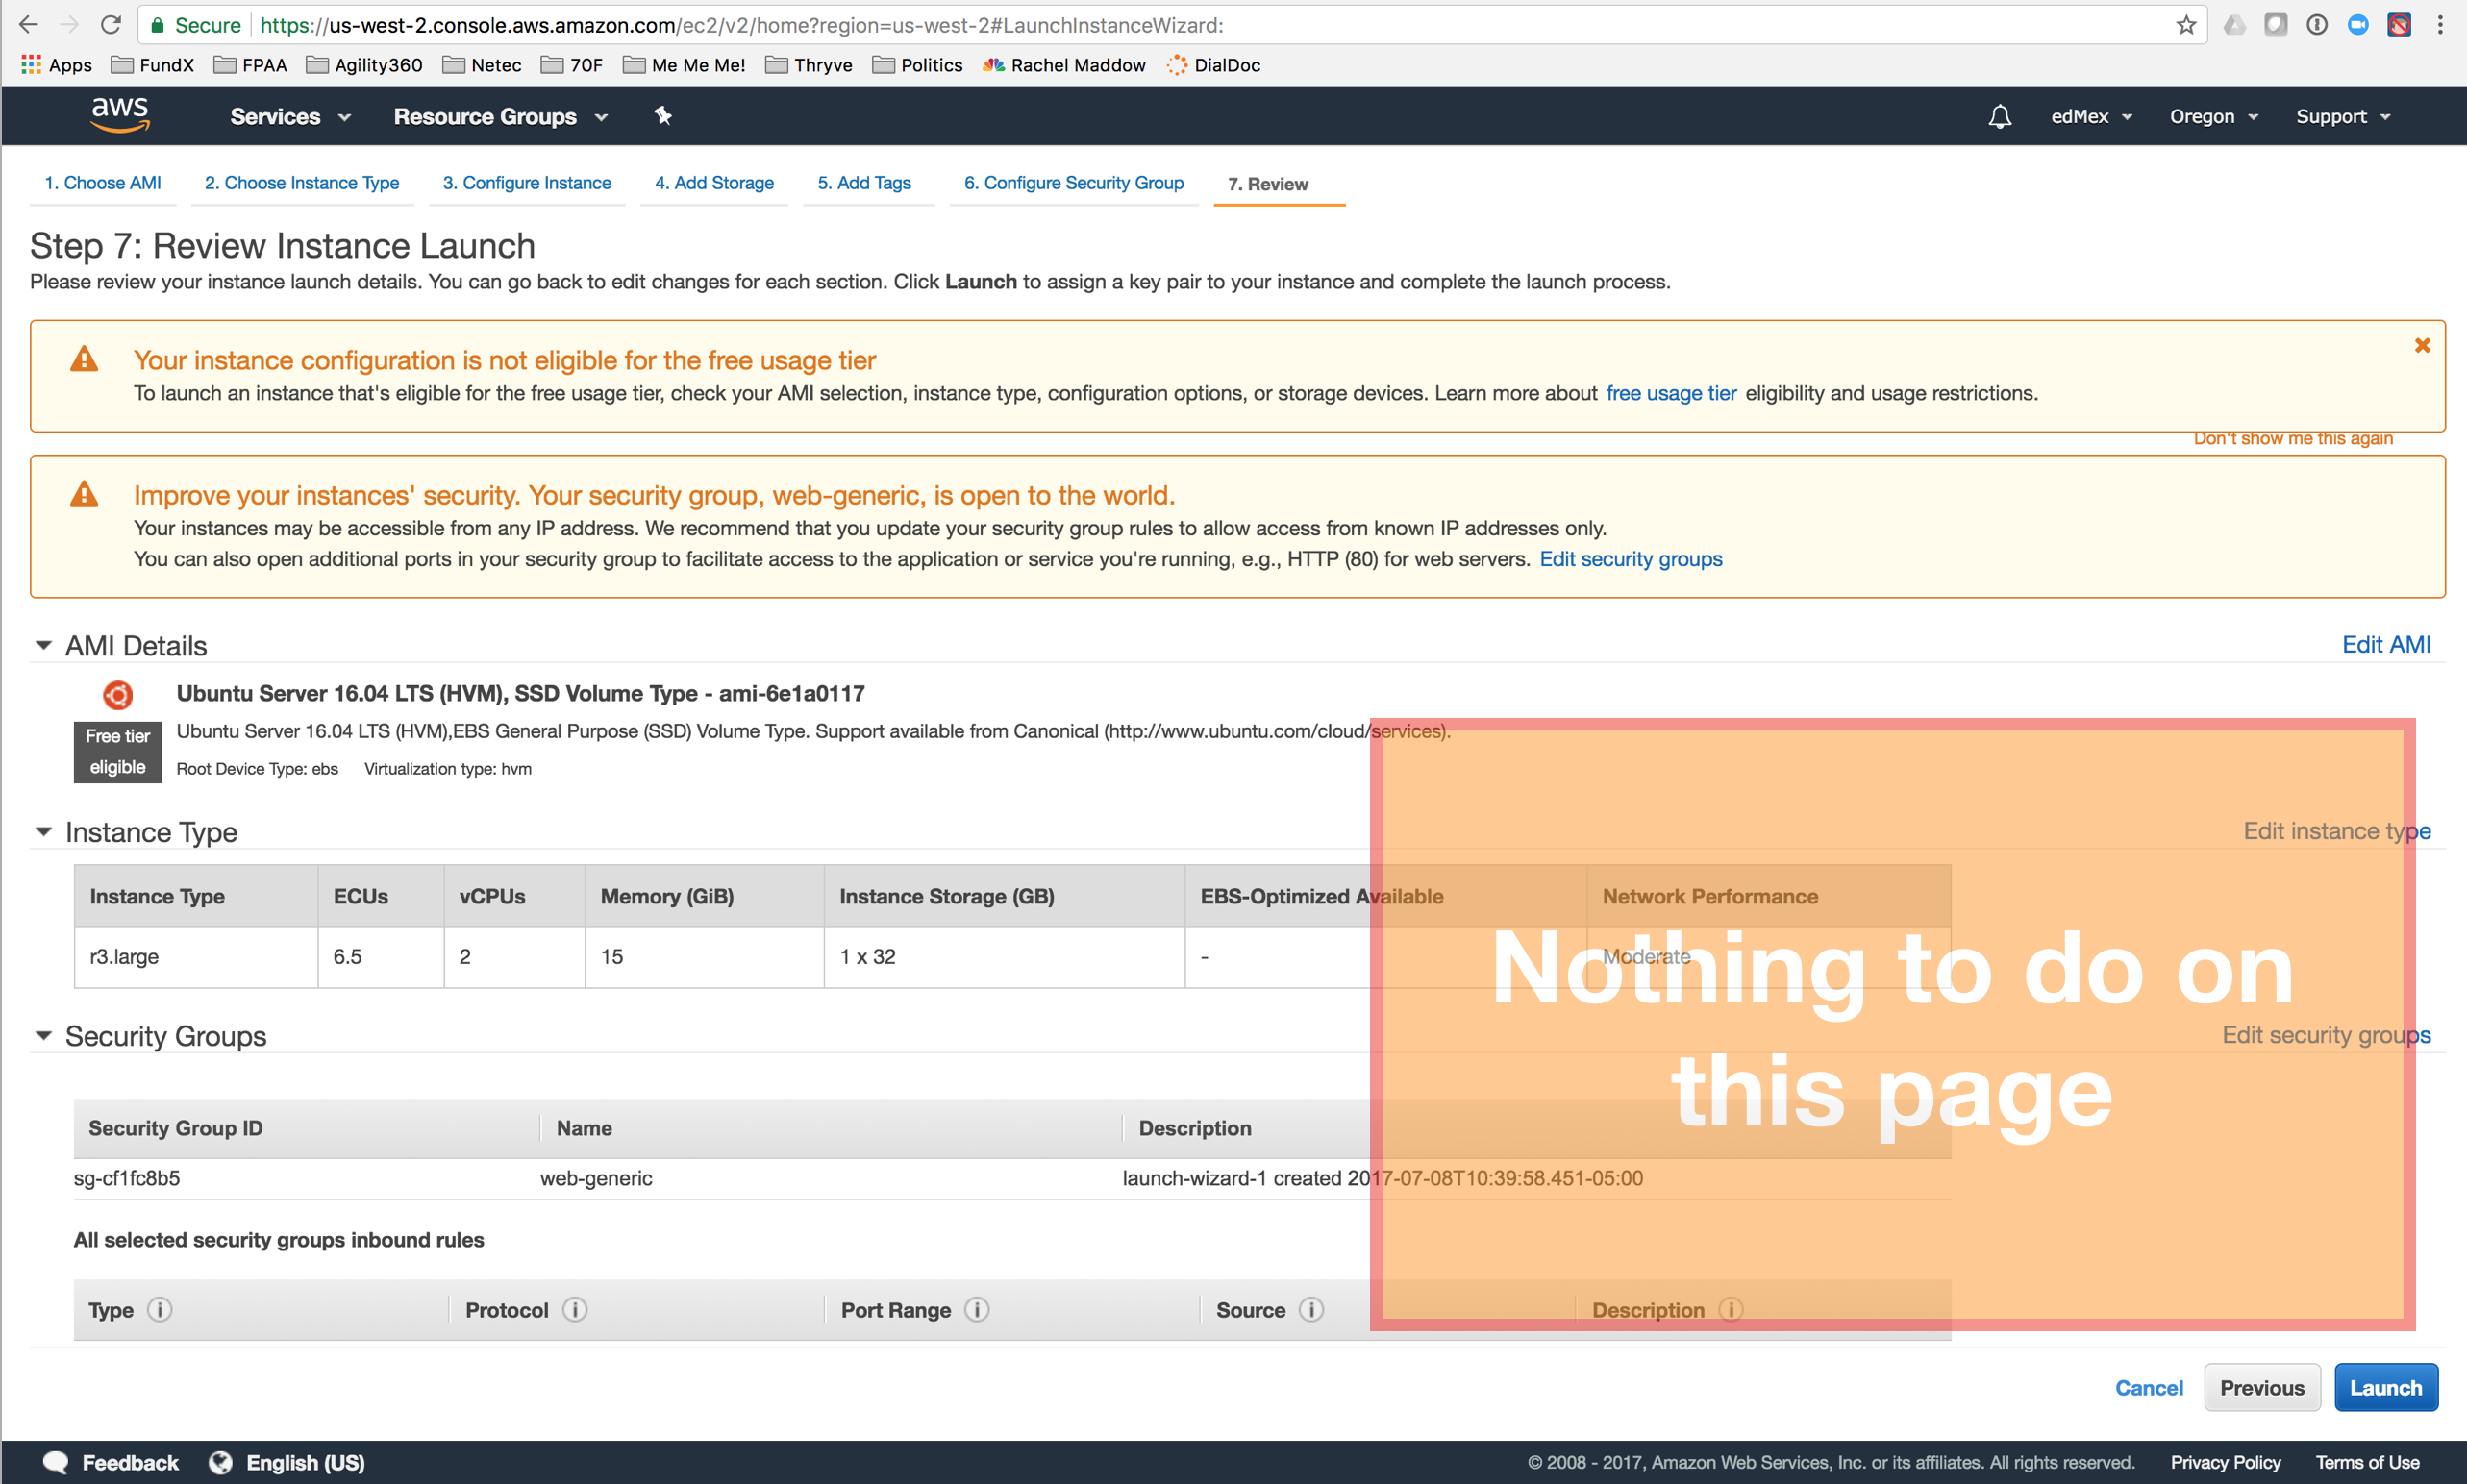 Secure https://us-west-2.console.aws.amazon.com/ec2/v2/home?region=us-west-2#LaunchInstanceWizard:
Apps FundX FPAA Agility360 Netec 70F Me Me Me! Thryve Politics Rachel Maddow DialDoc
aws Services Resource Groups edMex Oregon Support
1. Choose AMI 2. Choose Instance Type 3. Configure Instance 4. Add Storage 5. Add Tags 6. Configure Security Group 7. Review
Step 7: Review Instance Launch
Please review your instance launch details. You can go back to edit changes for each section. Click Launch to assign a key pair to your instance and complete the launch process.
Your instance configuration is not eligible for the free usage tier
To launch an instance that's eligible for the free usage tier, check your AMI selection, instance type, configuration options, or storage devices. Learn more about free usage tier eligibility and usage restrictions.
Don't show me this again
Improve your instances' security. Your security group, web-generic, is open to the world.
Your instances may be accessible from any IP address. We recommend that you update your security group rules to allow access from known IP addresses only.
You can also open additional ports in your security group to facilitate access to the application or service you're running, e.g., HTTP (80) for web servers. Edit security groups
AMI Details Edit AMI
Ubuntu Server 16.04 LTS (HVM), SSD Volume Type - ami-6e1a0117
Free tier eligible
Ubuntu Server 16.04 LTS (HVM),EBS General Purpose (SSD) Volume Type. Support available from Canonical (http://www.ubuntu.com/cloud/services).
Root Device Type: ebs Virtualization type: hvm
Instance Type Edit instance type
Instance Type ECUs vCPUs Memory (GiB) Instance Storage (GB) EBS-Optimized Available Network Performance
r3.large 6.5 2 15 1 x 32 - Moderate
Nothing to do on
this page
Security Groups Edit security groups
Security Group ID Name Description
sg-cf1fc8b5 web-generic launch-wizard-1 created 2017-07-08T10:39:58.451-05:00
All selected security groups inbound rules
Type Protocol Port Range Source Description
Cancel Previous Launch
Feedback English (US) © 2008 - 2017, Amazon Web Services, Inc. or its affiliates. All rights reserved. Privacy Policy Terms of Use